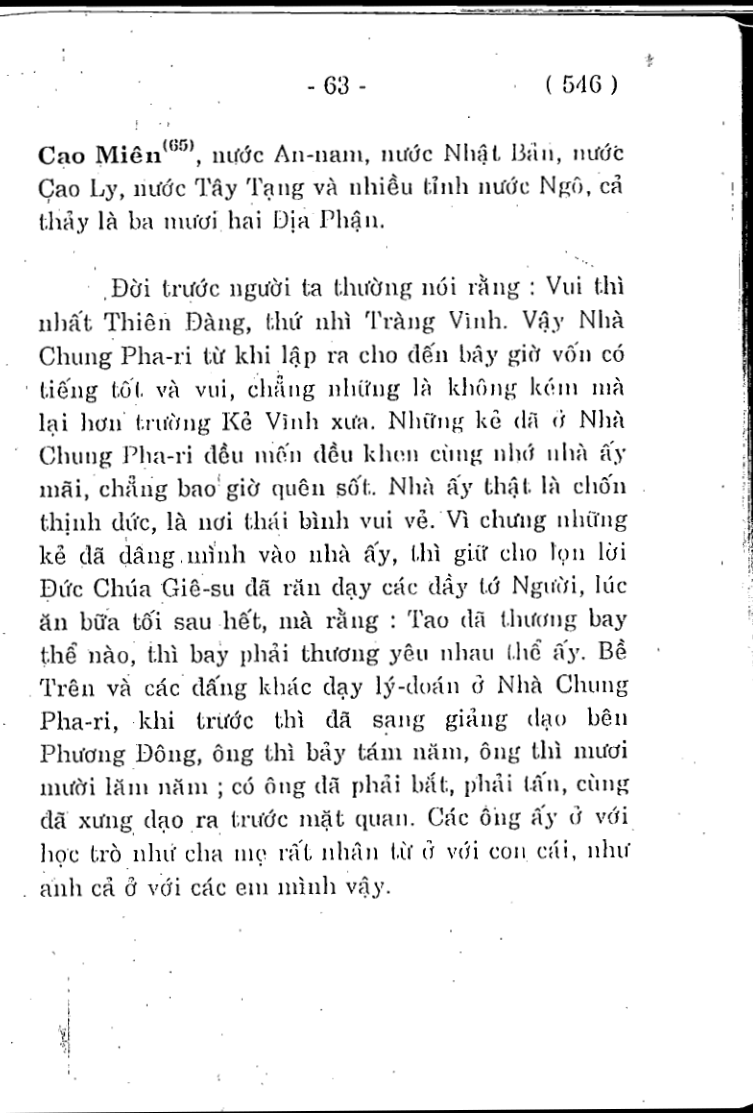 - 63 - ( 546 )
Cao Miên(65), nước An-nam, nước Nhật Bản, nước
Cao Ly, nước Tây Tạng và nhiều tỉnh nước Ngô, cả
thảy là ba mươi hai Địa Phận.
Đời trước người ta thường nói rằng : Vui thì
nhất Thiên Đàng, thứ nhì Tràng Vình. Vậy Nhà
Chung Pha-ri từ khi lập ra cho đến bây giờ vốn có
tiếng tốt và vui, chẳng những là không kém mà
lại hơn trường Kẻ Vình xưa. Những kẻ đã ở Nhà
Chung Pha-ri đều mến đều khen cùng nhớ nhà ấy
mãi, chẳng bao giờ quên sốt. Nhà ấy thật là chốn
thịnh đức, là nơi thái bình vui vẻ. Vì chưng những
kẻ đã dâng mình vào nhà ấy, thì giữ cho lọn lời
Đức Chúa Giê-su đã răn dạy các đầy tớ Người, lúc
ăn bữa tối sau hết, mà rằng : Tao đã thương bay
thể nào, thì bay phải thương yêu nhau thể ấy. Bề
Trên và các đấng khác dạy lý-đoán ở Nhà Chung
Pha-ri, khi trước thì đã sang giảng đạo bên
Phương Đông, ông thì bảy tám năm, ông thì mươi
mười lăm năm ; có ông đã phải bắt, phải tấn, cùng
đã xưng đạo ra trước mặt quan. Các ông ấy ở với
học trò như cha mẹ rất nhân từ ở với con cái, như
anh cả ở với các em mình vậy.